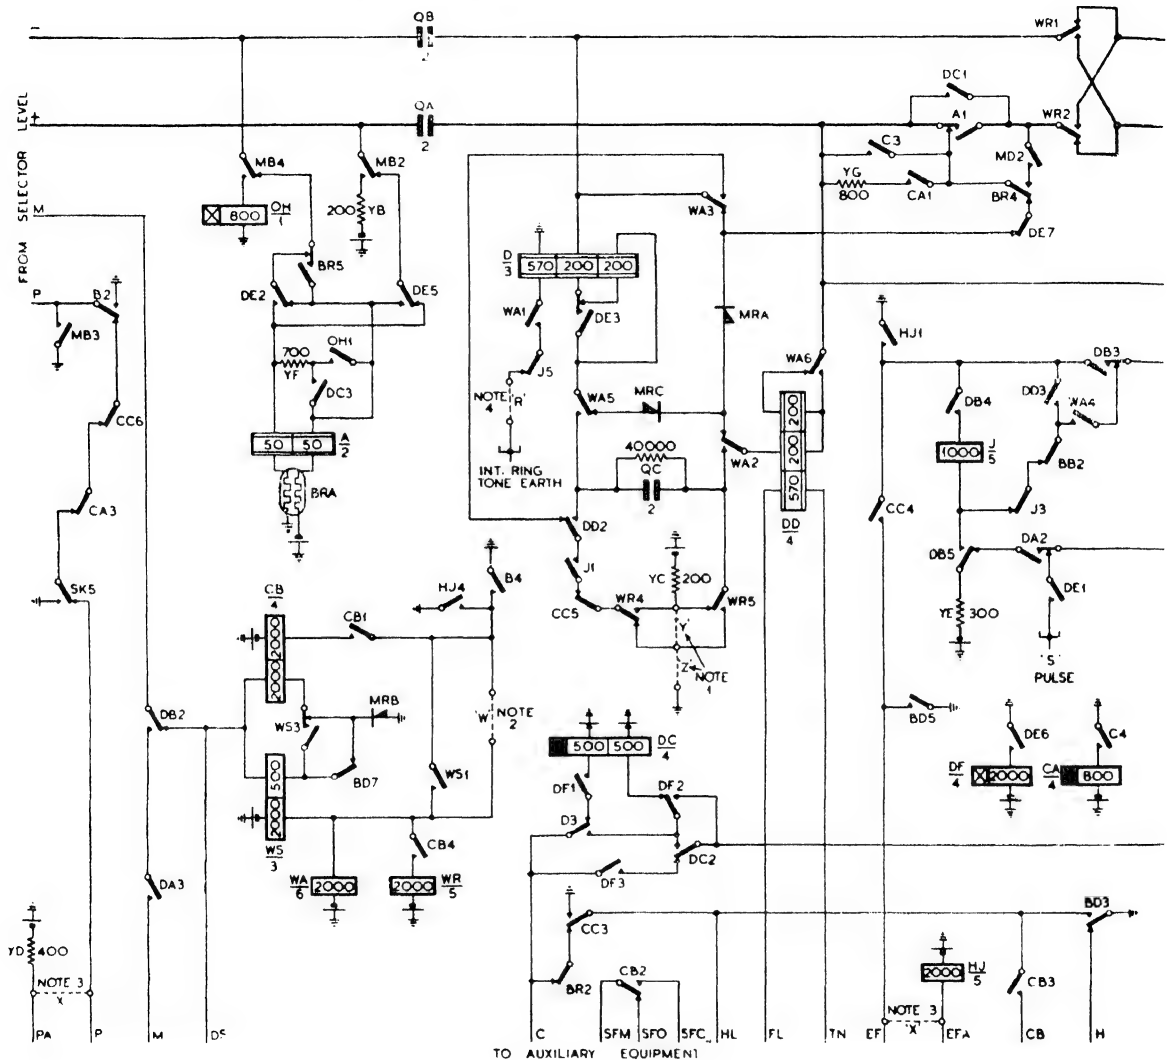 −
QB
2
WR1
DC1
+
QA
2
A1
WR2
FROM SELECTOR LEVEL
MB4
MB2
C3
MD2
YG
800
CA1
BR4
M
OH
1
800
200
YB
WA3
DE7
BR5
D
3
570
200
200
P
B2
DE2
DE5
WA1
DE3
MRA
HJ1
MB3
OH1
700
YF
DC3
J5
WA6
DB3
NOTE 4
'R'
WA5
MRC
200
200
570
DB4
DD3
WA4
CC6
50
50
A
2
40000
QC
2
WA2
1000
J
5
BB2
BRA
INT. RING
TONE EARTH
DD
4
J3
CA3
CC4
DD2
DA2
DB5
J1
YC
200
SK5
CB
4
HJ4
B4
CC5
WR4
WR5
YE
300
DE1
CB1
'Y'
'Z'
NOTE
1
'S'
PULSE
2000
2000
'W'
NOTE
2
DB2
WS3
MRB
BD5
500
2000
BD7
WS1
500
500
DC
4
DE6
C4
DF
4
2000
CA
4
800
DF1
DF2
WS
3
D3
CB4
DC2
WA
6
2000
WR
5
2000
DF3
DA3
BD3
YD
400
CC3
HJ
5
2000
CB3
BR2
CB2
NOTE 3
'X'
NOTE 3
'X'
PA
P
M
DS
C
SFM
SFO
SFC
HL
FL
TN
EF
EFA
CB
H
TO AUXILIARY EQUIPMENT